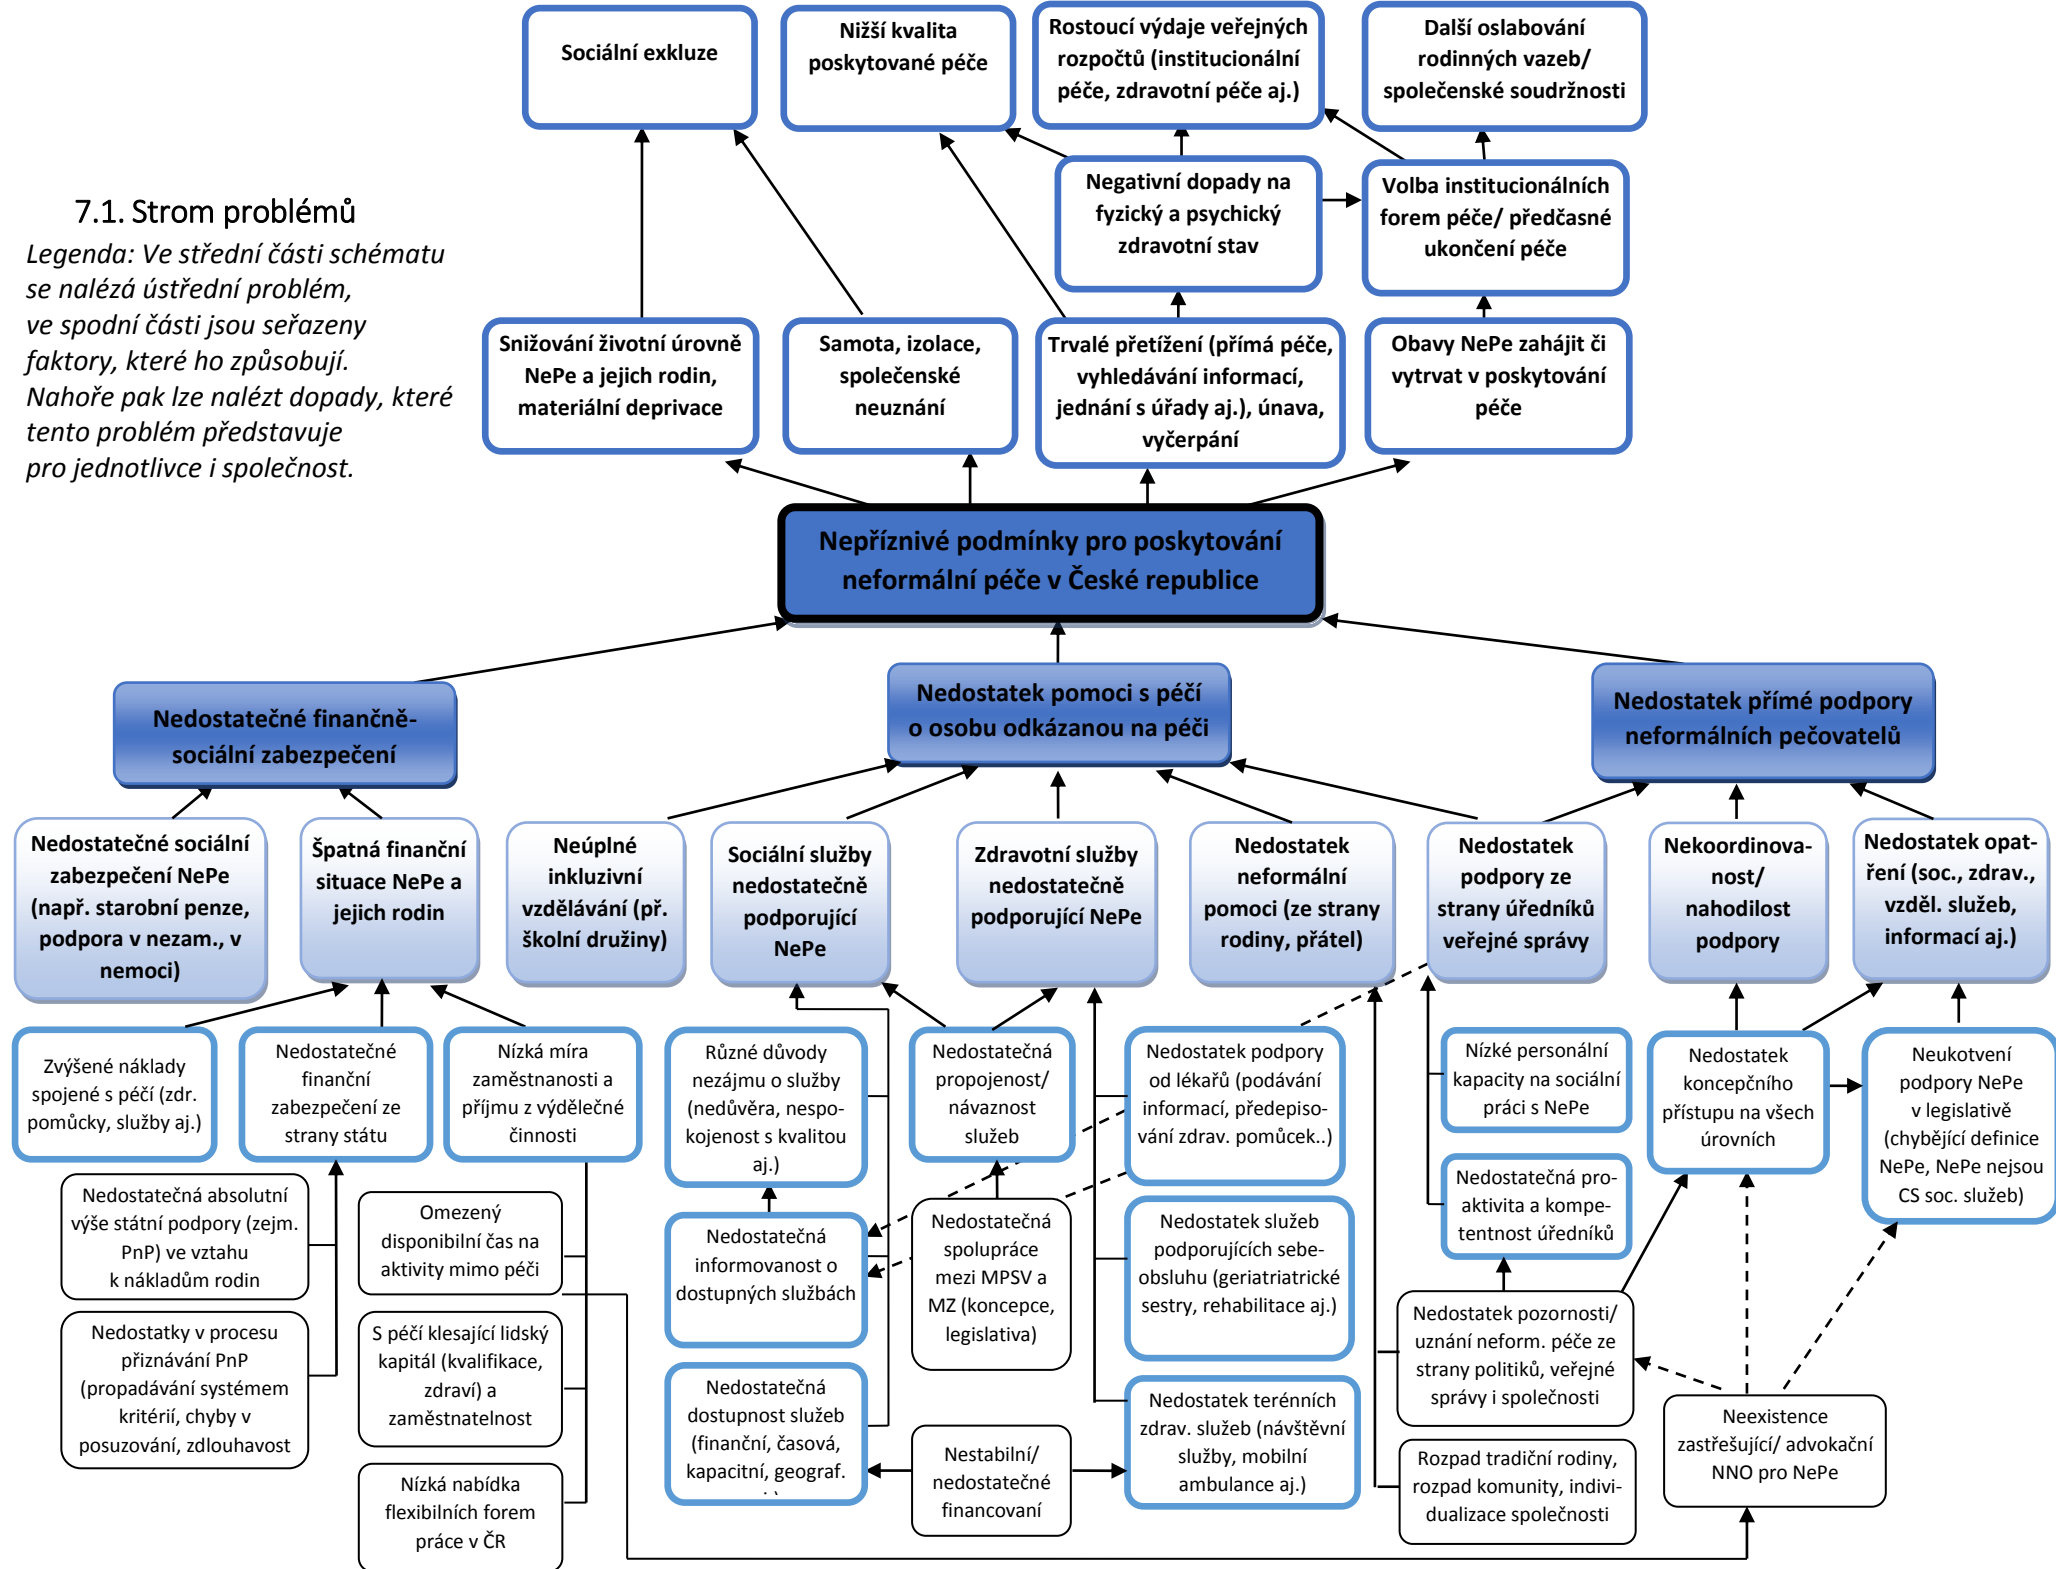 Sociální exkluze
Nižší kvalita
poskytované péče
Rostoucí výdaje veřejných
rozpočtů (institucionální
péče, zdravotní péče aj.)
Další oslabování
rodinných vazeb/
společenské soudržnosti
Negativní dopady na
fyzický a psychický
zdravotní stav
Volba institucionálních
forem péče/ předčasné
ukončení péče
7.1. Strom problémů
Legenda: Ve střední části schématu
se nalézá ústřední problém,
ve spodní části jsou seřazeny
faktory, které ho způsobují.
Nahoře pak lze nalézt dopady, které
tento problém představuje
pro jednotlivce i společnost.
Snižování životní úrovně
NePe a jejich rodin,
materiální deprivace
Samota, izolace,
společenské
neuznání
Trvalé přetížení (přímá péče,
vyhledávání informací,
jednání s úřady aj.), únava,
vyčerpání
Obavy NePe zahájit či
vytrvat v poskytování
péče
Nepříznivé podmínky pro poskytování
neformální péče v České republice
Nedostatečné finančně-
sociální zabezpečení
Nedostatek pomoci s péčí
o osobu odkázanou na péči
Nedostatek přímé podpory
neformálních pečovatelů
Nedostatečné sociální
zabezpečení NePe
(např. starobní penze,
podpora v nezam., v
nemoci)
Špatná finanční
situace NePe a
jejich rodin
Neúplné
inkluzivní
vzdělávání (př.
školní družiny)
Sociální služby
nedostatečně
podporující
NePe
Zdravotní služby
nedostatečně
podporující NePe
Nedostatek
neformální
pomoci (ze strany
rodiny, přátel)
Nedostatek
podpory ze
strany úředníků
veřejné správy
Nekoordinova-
nost/
nahodilost
podpory
Nedostatek opat-
ření (soc., zdrav.,
vzděl. služeb,
informací aj.)
Zvýšené náklady
spojené s péčí (zdr.
pomůcky, služby aj.)
Nedostatečné
finanční
zabezpečení ze
strany státu
Nízká míra
zaměstnanosti a
příjmu z výdělečné
činnosti
Různé důvody
nezájmu o služby
(nedůvěra, nespo-
kojenost s kvalitou
aj.)
Nedostatečná
propojenost/
návaznost
služeb
Nedostatek podpory
od lékařů (podávání
informací, předepiso-
vání zdrav. pomůcek..)
Nízké personální
kapacity na sociální
práci s NePe
Nedostatek
koncepčního
přístupu na všech
úrovních
Neukotvení
podpory NePe
v legislativě
(chybějící definice
NePe, NePe nejsou
CS soc. služeb)
Nedostatečná absolutní
výše státní podpory (zejm.
PnP) ve vztahu
k nákladům rodin
Omezený
disponibilní čas na
aktivity mimo péči
Nedostatečná
informovanost o
dostupných službách
Nedostatečná
spolupráce
mezi MPSV a
MZ (koncepce,
legislativa)
Nedostatek služeb
podporujících sebe-
obsluhu (geriatriatrické
sestry, rehabilitace aj.)
Nedostatečná pro-
aktivita a kompe-
tentnost úředníků
Nedostatky v procesu
přiznávání PnP
(propadávání systémem
kritérií, chyby v
posuzování, zdlouhavost
S péčí klesající lidský
kapitál (kvalifikace,
zdraví) a
zaměstnatelnost
Nedostatek pozornosti/
uznání neform. péče ze
strany politiků, veřejné
správy i společnosti
Nedostatečná
dostupnost služeb
(finanční, časová,
kapacitní, geograf.
Nestabilní/
nedostatečné
financovaní
Nedostatek terénních
zdrav. služeb (návštěvní
služby, mobilní
ambulance aj.)
Neexistence
zastřešující/ advokační
NNO pro NePe
Nízká nabídka
flexibilních forem
práce v ČR
Rozpad tradiční rodiny,
rozpad komunity, indivi-
dualizace společnosti